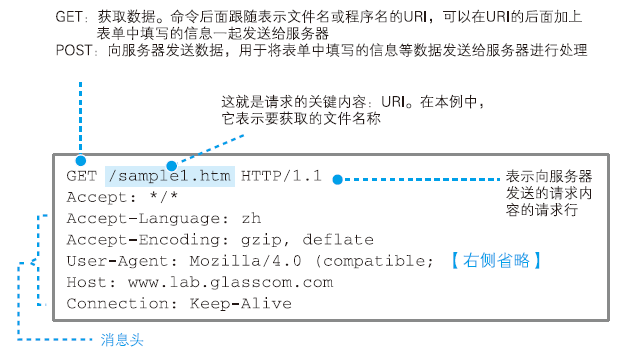 GET：获取数据。命令后面跟随表示文件名或程序名的URI，可以在URI的后面加上
表单中填写的信息一起发送给服务器
POST：向服务器发送数据，用于将表单中填写的信息等数据发送给服务器进行处理
这就是请求的关键内容：URI。在本例中，
它表示要获取的文件名称
GET /sample1.htm HTTP/1.1
表示向服务器
发送的请求内
容的请求行
Accept: */*
Accept-Language: zh
Accept-Encoding: gzip, deflate
User-Agent: Mozilla/4.0 (compatible; 【右侧省略】
Host: www.lab.glasscom.com
Connection: Keep-Alive
消息头